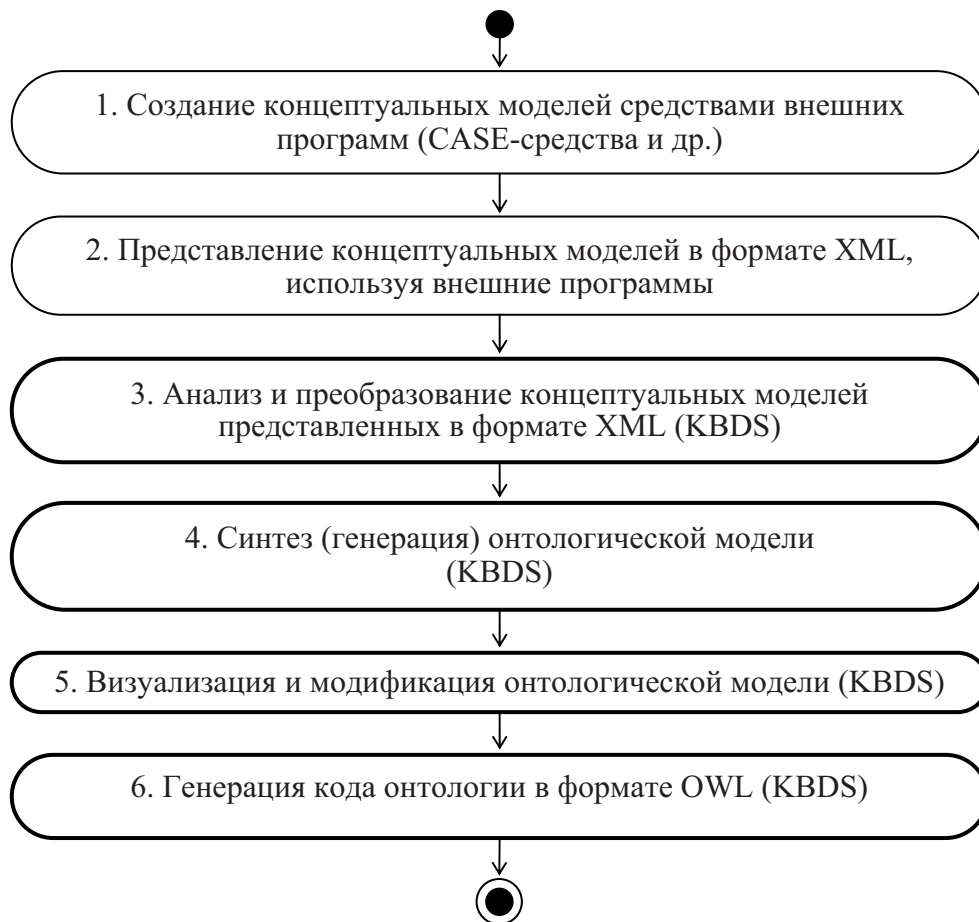 1. Создание концептуальных моделей средствами внешних
программ (CASE-средства и др.)
2. Представление концептуальных моделей в формате XML,
используя внешние программы
3. Анализ и преобразование концептуальных моделей
представленных в формате XML (KBDS)
4. Синтез (генерация) онтологической модели
(KBDS)
5. Визуализация и модификация онтологической модели (KBDS)
6. Генерация кода онтологии в формате OWL (KBDS)